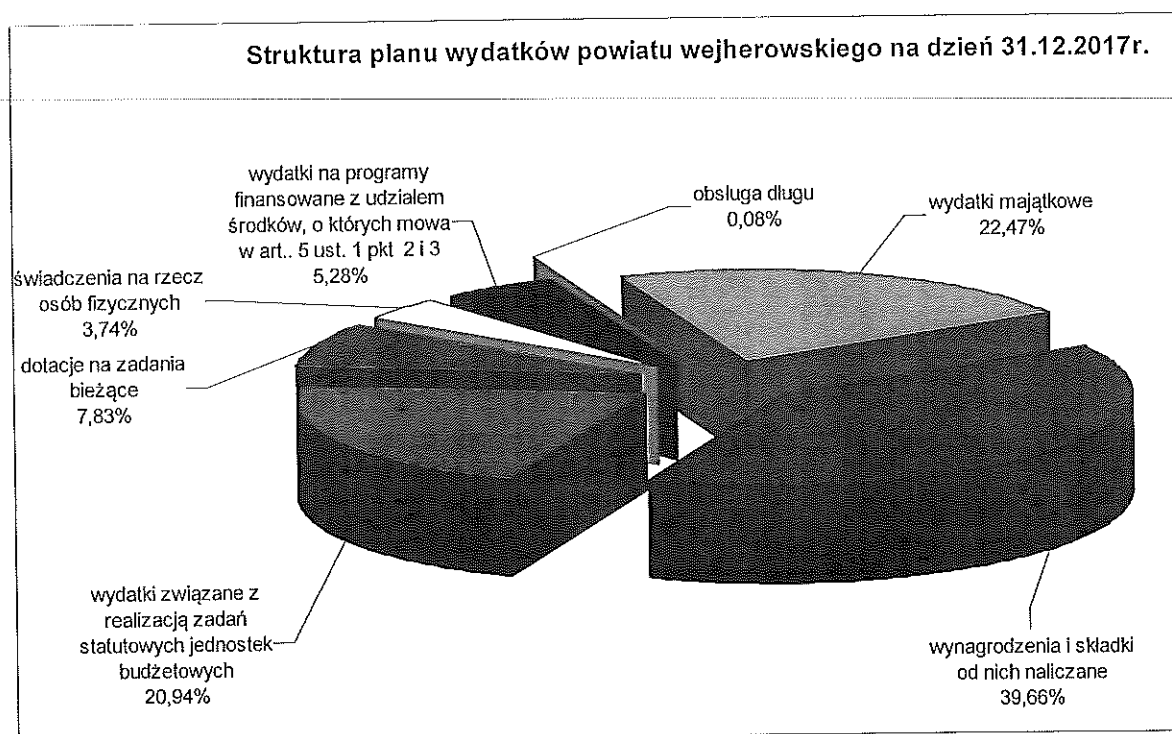 Struktura planu wydatków powiatu wejherowskiego na dzień 31.12.2017r.
wydatki na programy
finansowane z udziałem
środków, o których mowa
w art.. 5 ust. 1 pkt 2 i 3
5,28%
obsługa długu
0,08%
wydatki majątkowe
22,47%
świadczenia na rzecz
osób fizycznych
3,74%
dotacje na zadania
bieżące
7,83%
wydatki związane z
realizacją zadań
statutowych jednostek
budżetowych
20,94%
wynagrodzenia i składki
od nich naliczane
39,66%